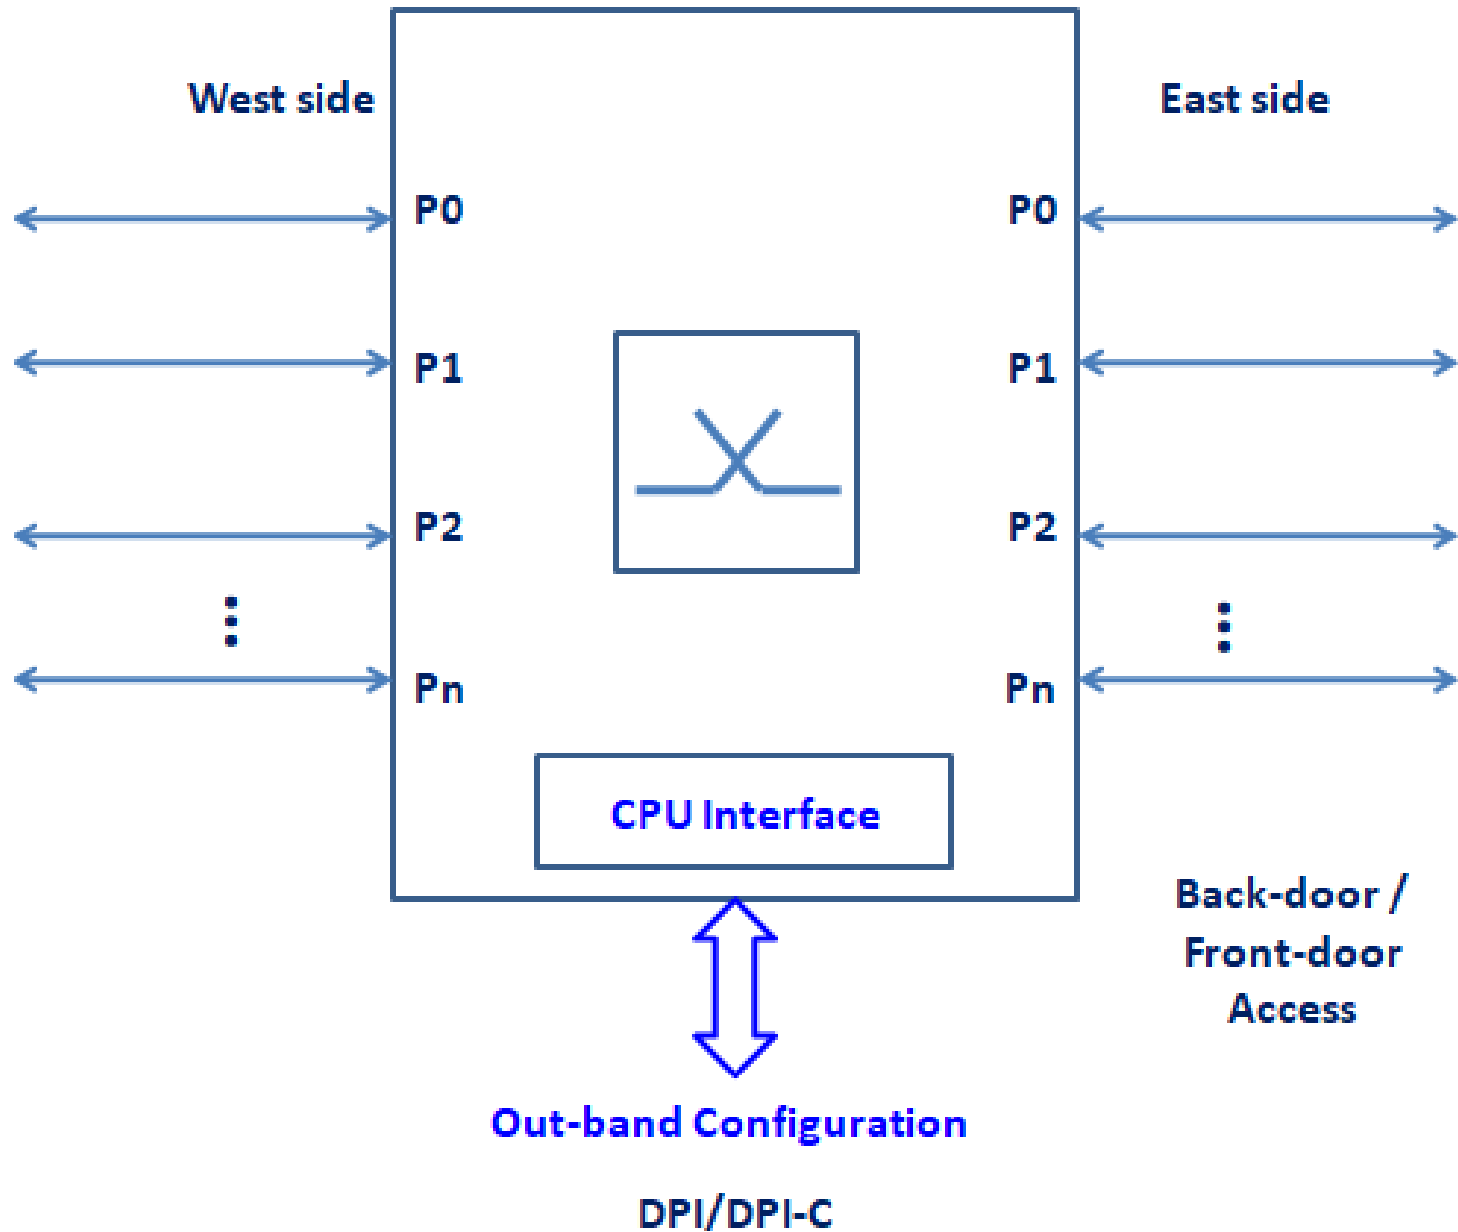 West side
East side
P0
P0
P1
P1
P2
P2
Pn
Pn
CPU Interface
Back-door /
Front-door
Access
Out-band Configuration
DPI/DPI-C